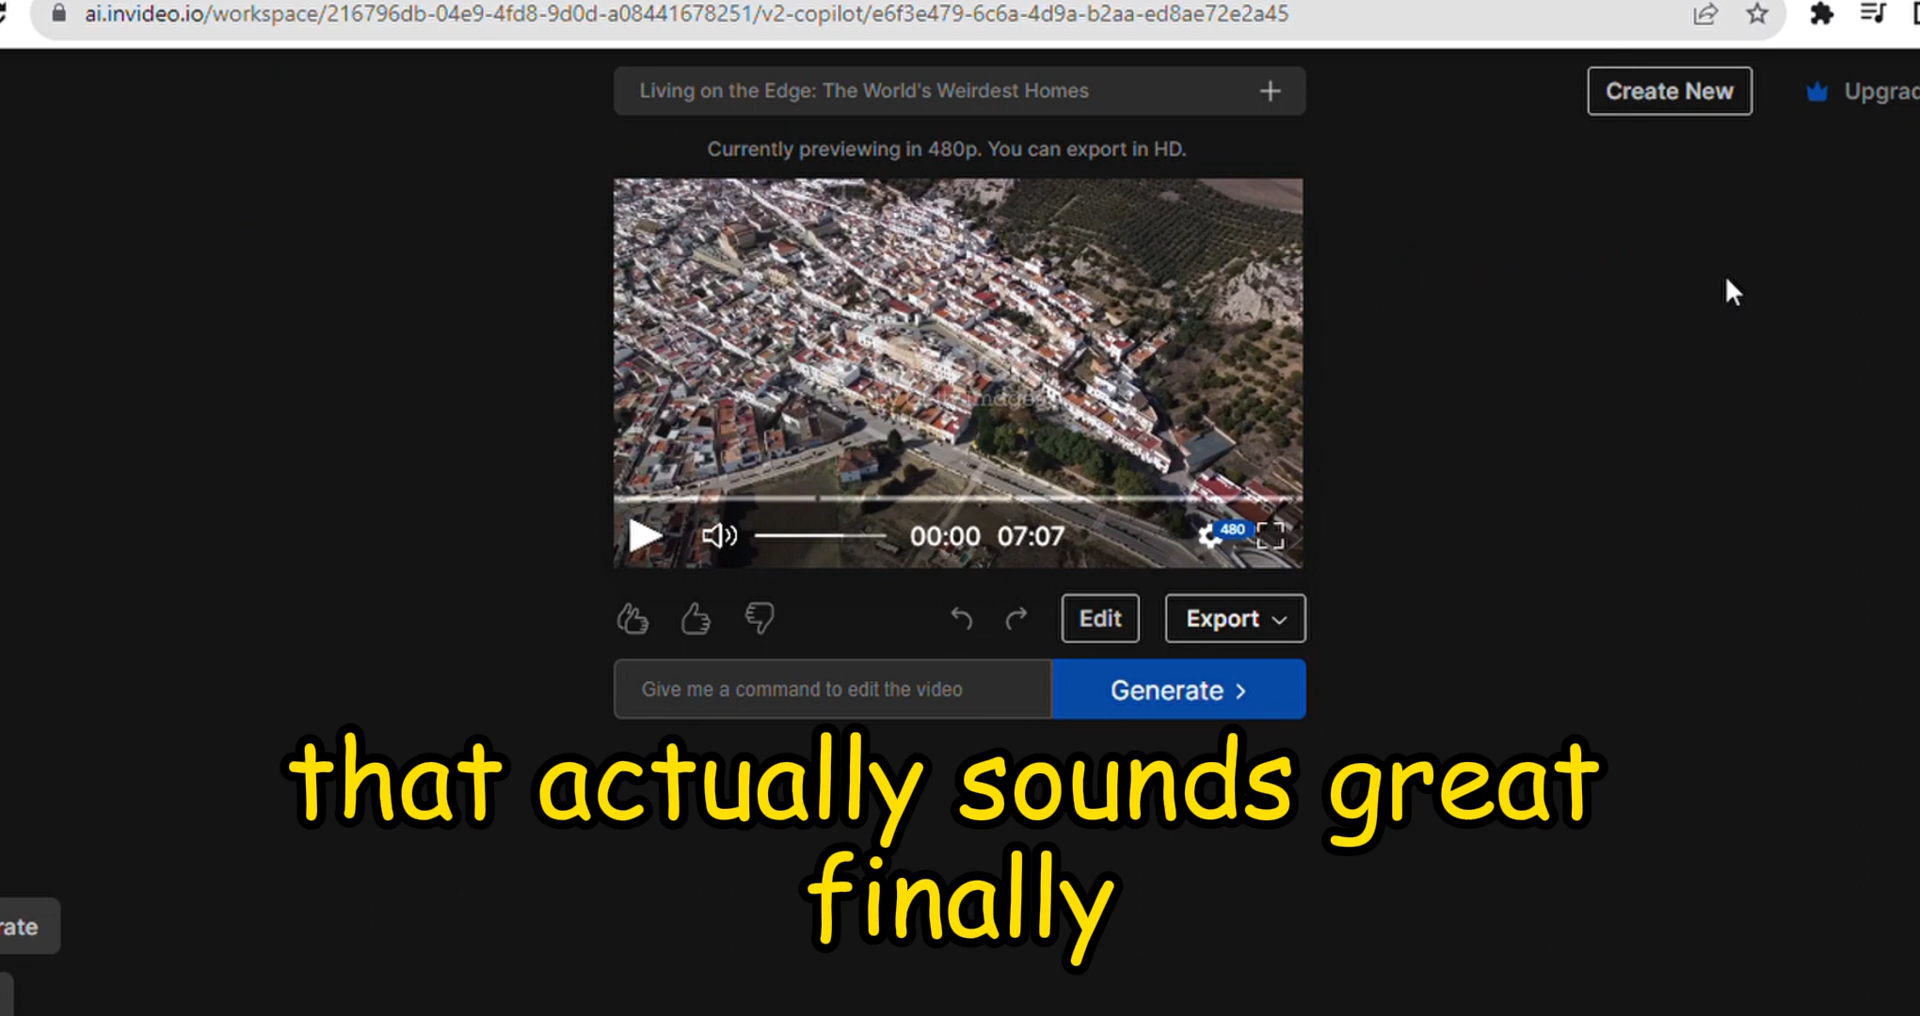 ai.invideo.io/workspace/216796db-04e9-4fd8-9d0d-a08441678251/v2-copilot/e6f3e479-6c6a-4d9a-b2aa-ed8ae72e2a45
Living on the Edge: The World's Weirdest Homes
Create New
Upgrad
Currently previewing in 480p. You can export in HD.
00:00 07:07
480
Edit
Export
Give me a command to edit the video
Generate
that actually sounds great
finally
rate